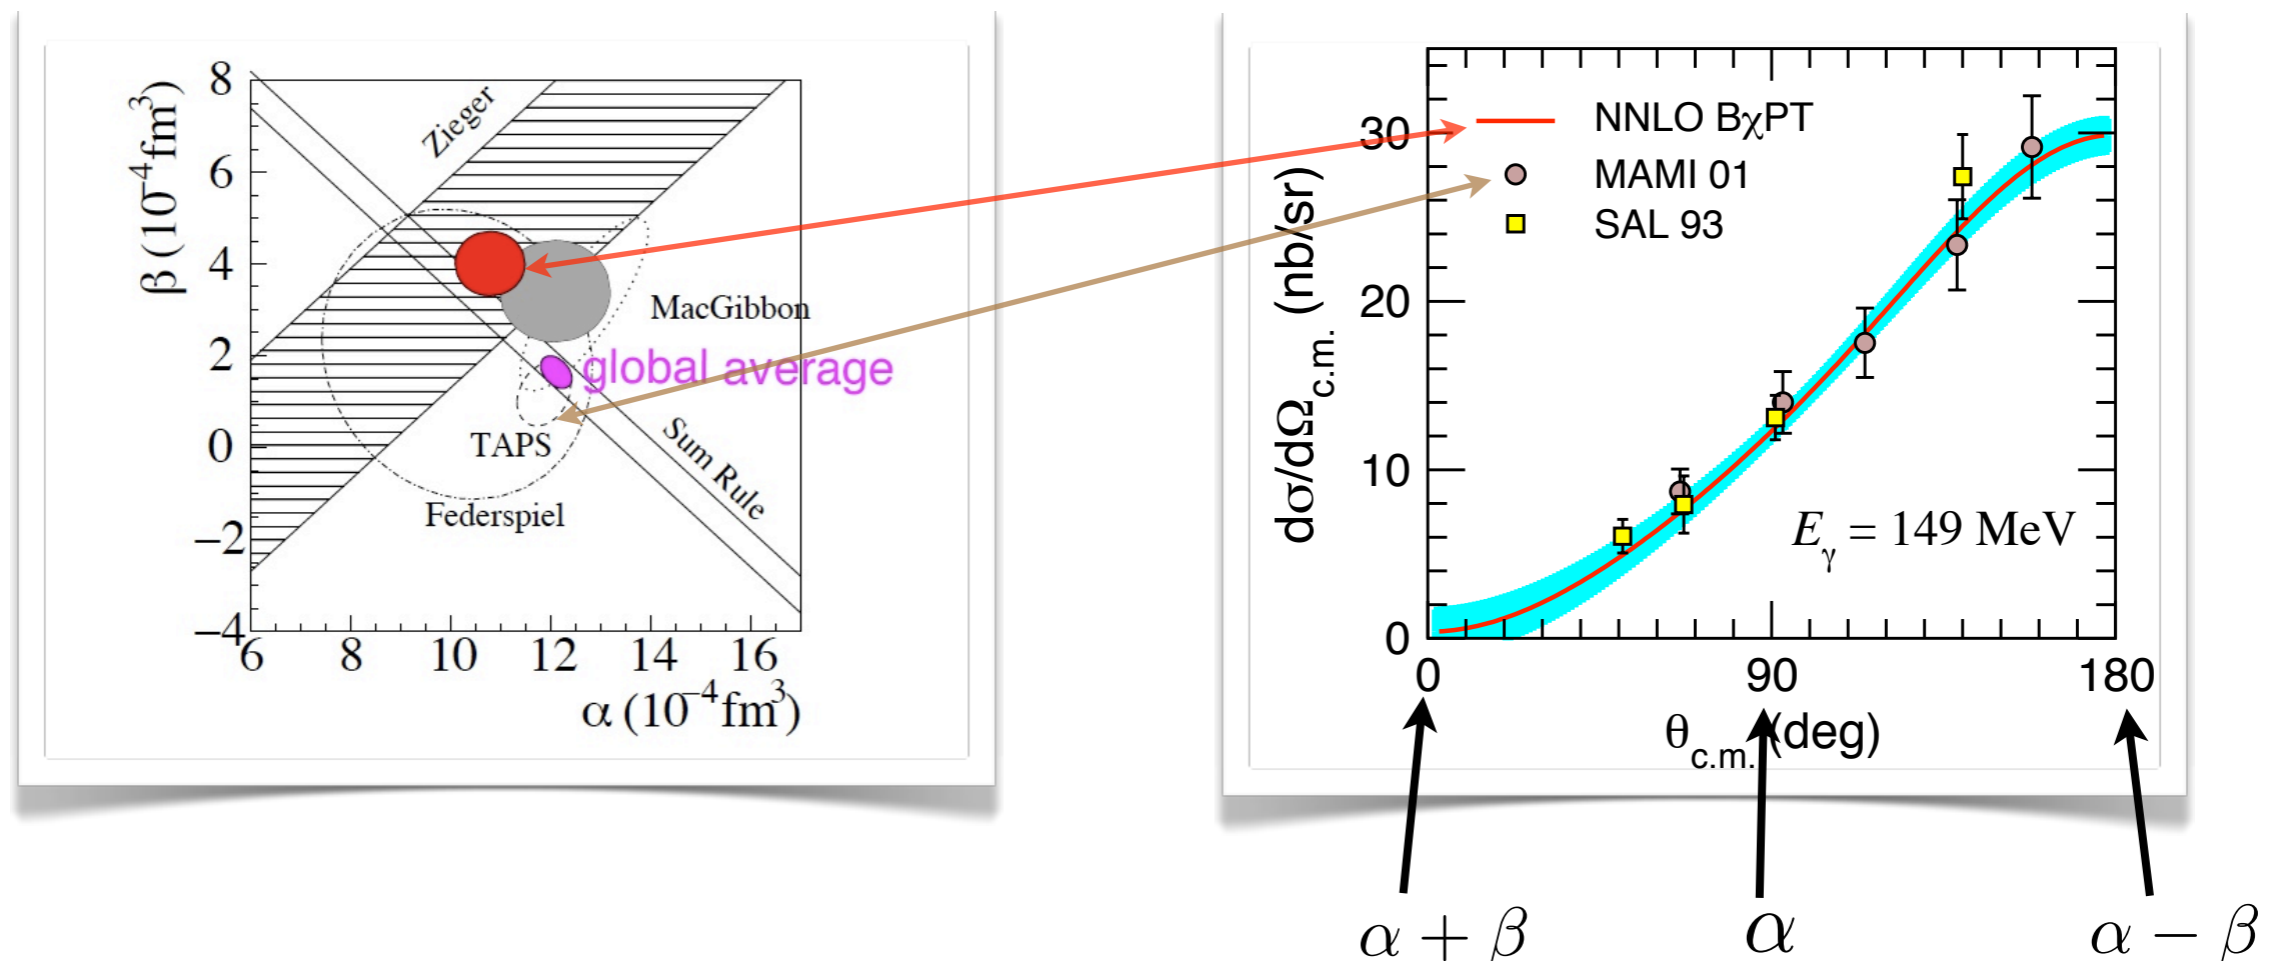 8
6
4
2
0
−2
−4
β (10⁻⁴fm³)
6 8 10 12 14 16
α (10⁻⁴fm³)
Zieger
MacGibbon
global average
TAPS
Sum Rule
Federspiel
NNLO BχPT
MAMI 01
SAL 93
30
20
10
0
dσ/dΩc.m. (nb/sr)
Eγ = 149 MeV
0 90 180
θc.m. (deg)
α + β α α − β